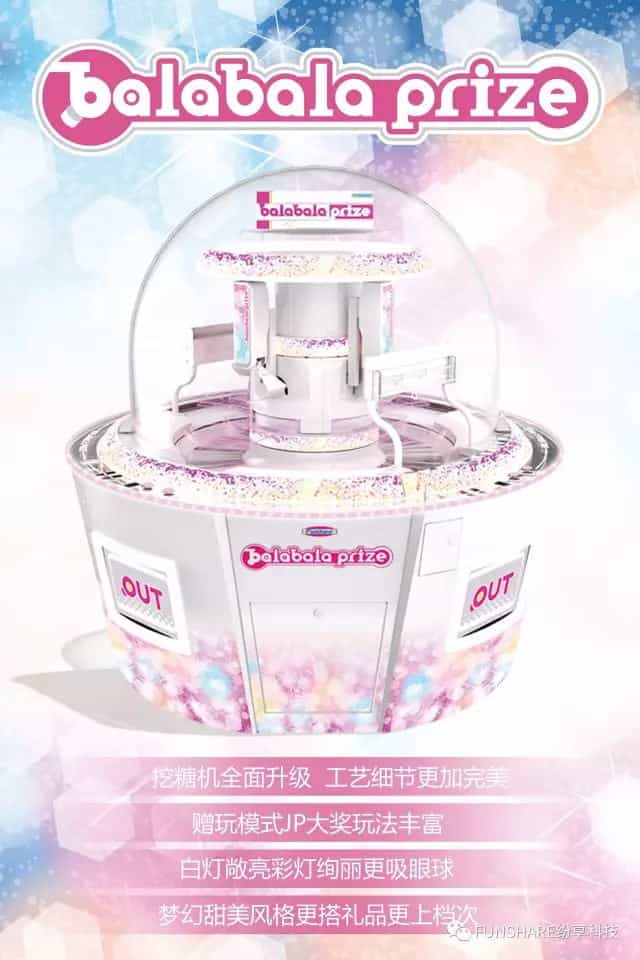 balabala prize
balabala prize
Funshare
balabala prize
OUT
OUT
挖糖机全面升级 工艺细节更加完美
赠玩模式JP大奖玩法丰富
白灯敞亮彩灯绚丽更吸眼球
梦幻甜美风格更搭礼品更上档次
FUNSHARE纷享科技